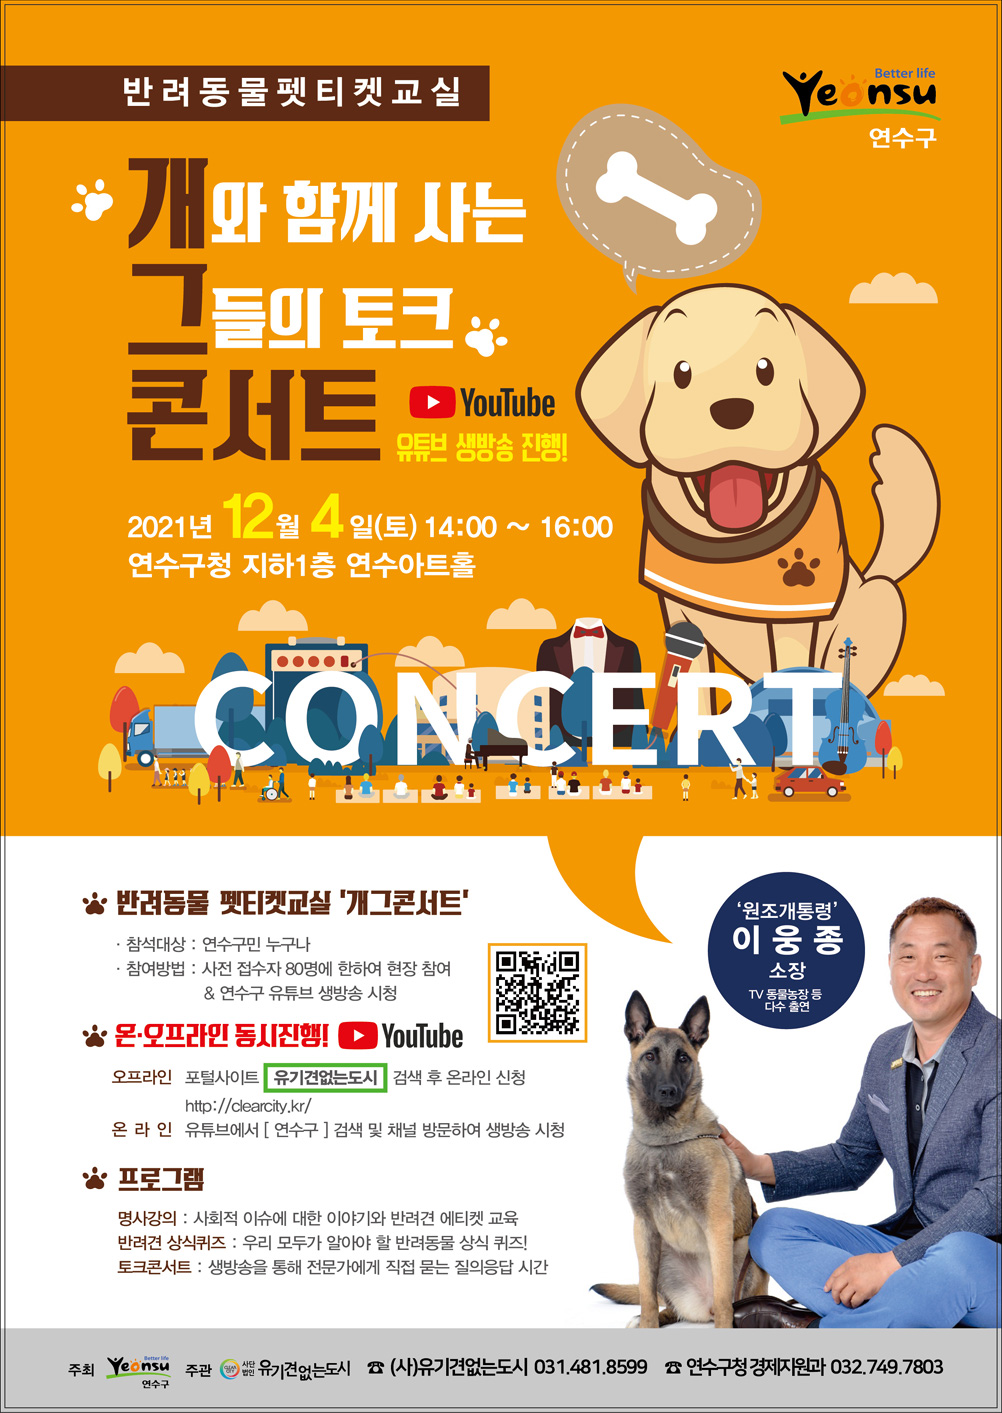 반려동물펫티켓교실
Better life
Yeonsu
연수구
개와 함께 사는
그들의 토크
콘서트
YouTube
유튜브 생방송 진행!
2021년 12월 4일(토) 14:00 ~ 16:00
연수구청 지하1층 연수아트홀
CONCERT
반려동물 펫티켓교실 '개그콘서트'
· 참석대상 : 연수구민 누구나
· 참여방법 : 사전 접수자 80명에 한하여 현장 참여
& 연수구 유튜브 생방송 시청
온·오프라인 동시진행! YouTube
오프라인 포털사이트 유기견없는도시 검색 후 온라인 신청
http://clearcity.kr/
온 라 인 유튜브에서 [ 연수구 ] 검색 및 채널 방문하여 생방송 시청
프로그램
명사강의 : 사회적 이슈에 대한 이야기와 반려견 에티켓 교육
반려견 상식퀴즈 : 우리 모두가 알아야 할 반려동물 상식 퀴즈!
토크콘서트 : 생방송을 통해 전문가에게 직접 묻는 질의응답 시간
'원조개통령'
이 웅 종
소장
TV 동물농장 등
다수 출연
주최 Better life Yeonsu 연수구 주관 사단법인 유기견없는도시 ☎ (사)유기견없는도시 031.481.8599 ☎ 연수구청 경제지원과 032.749.7803